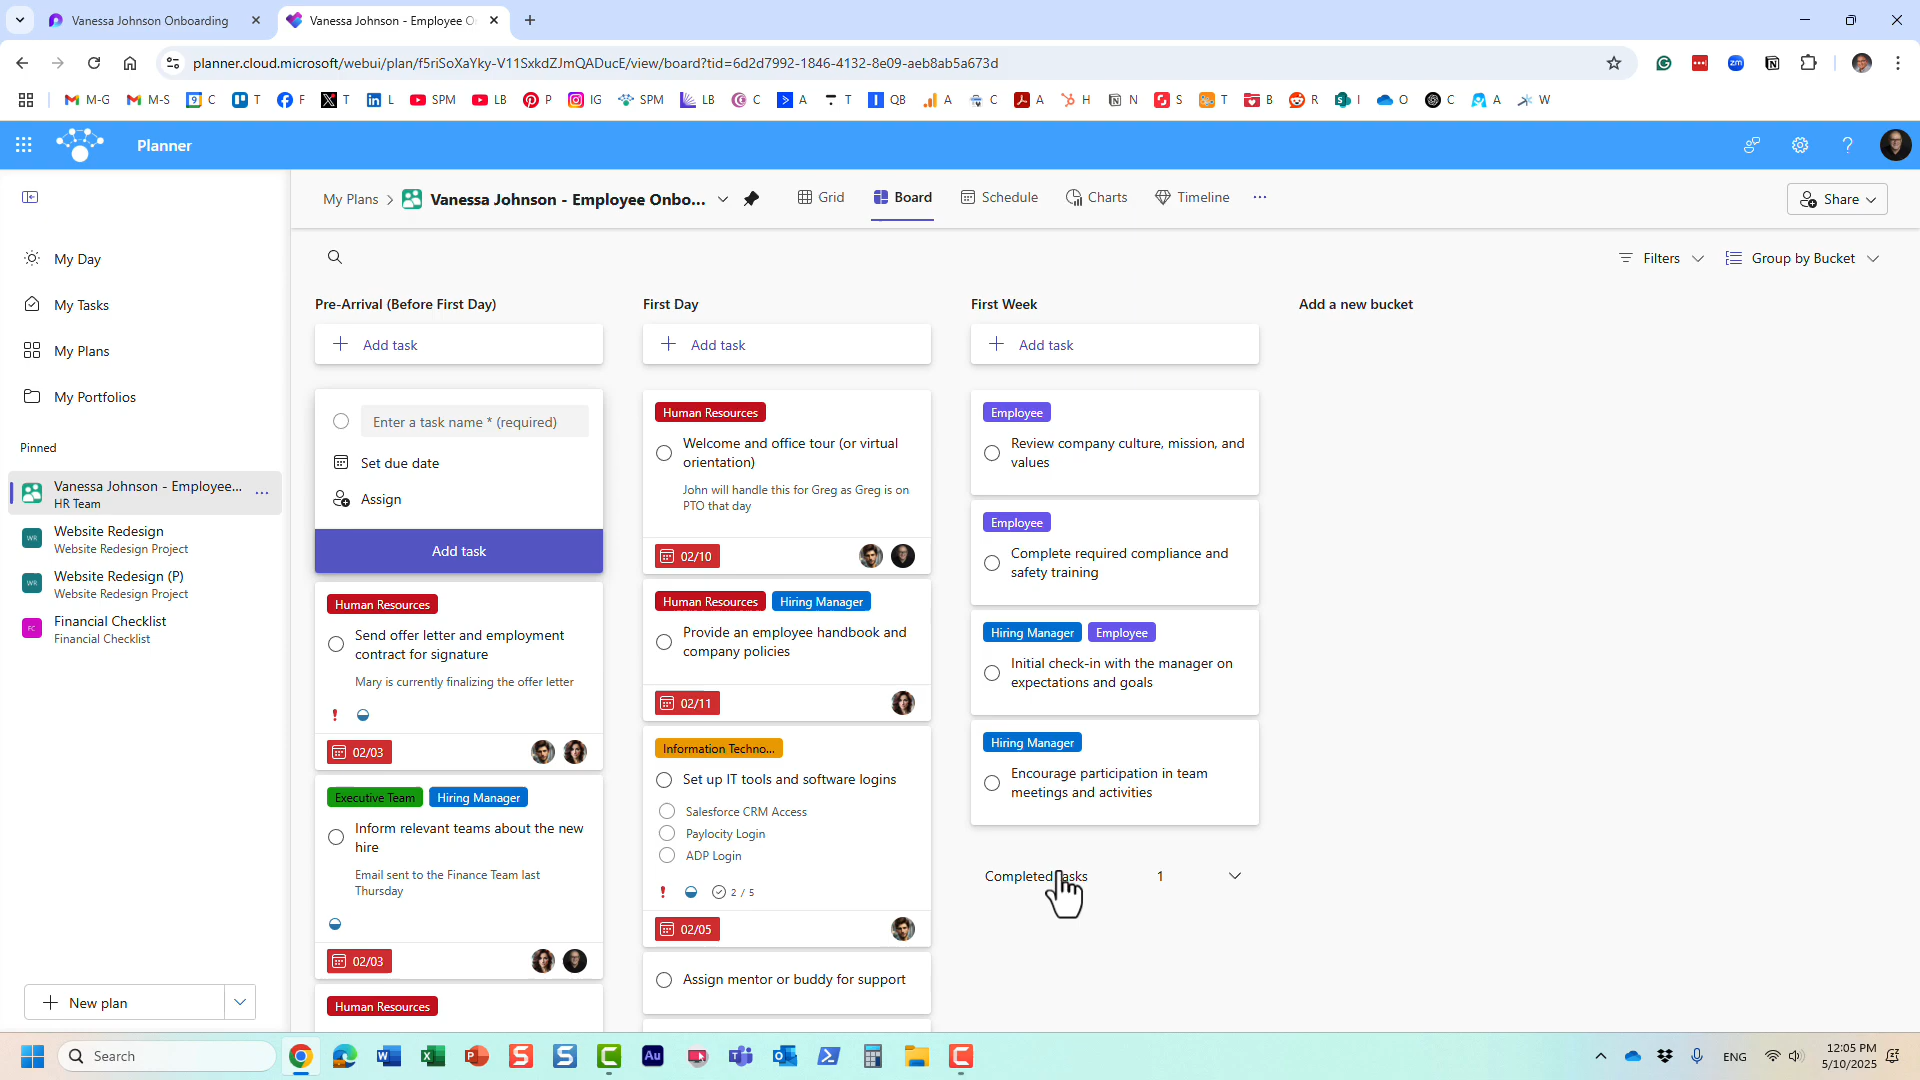 Vanessa Johnson Onboarding
Vanessa Johnson - Employee O
planner.cloud.microsoft/webui/plan/f5riSoXaYky-V11SxkdZJmQADucE/view/board?tid=6d2d7992-1846-4132-8e09-aeb8ab5a673d
M-G M-S C T F T L SPM LB P IG SPM LB C A T QB A C A H N S T B R I O C A W
Planner
My Plans
Vanessa Johnson - Employee Onbo...
Grid
Board
Schedule
Charts
Timeline
Share
My Day
My Tasks
My Plans
My Portfolios
Pinned
Vanessa Johnson - Employee...
HR Team
WR
Website Redesign
Website Redesign Project
WR
Website Redesign (P)
Website Redesign Project
FC
Financial Checklist
Financial Checklist
New plan
Filters
Group by Bucket
Pre-Arrival (Before First Day)
Add task
Enter a task name * (required)
Set due date
Assign
Add task
Human Resources
Send offer letter and employment
contract for signature
Mary is currently finalizing the offer letter
02/03
Executive Team
Hiring Manager
Inform relevant teams about the new
hire
Email sent to the Finance Team last
Thursday
02/03
Human Resources
First Day
Add task
Human Resources
Welcome and office tour (or virtual
orientation)
John will handle this for Greg as Greg is on
PTO that day
02/10
Human Resources
Hiring Manager
Provide an employee handbook and
company policies
02/11
Information Techno...
Set up IT tools and software logins
Salesforce CRM Access
Paylocity Login
ADP Login
2 / 5
02/05
Assign mentor or buddy for support
First Week
Add task
Employee
Review company culture, mission, and
values
Employee
Complete required compliance and
safety training
Hiring Manager
Employee
Initial check-in with the manager on
expectations and goals
Hiring Manager
Encourage participation in team
meetings and activities
Completed tasks
1
Add a new bucket
Search
ENG
12:05 PM
5/10/2025